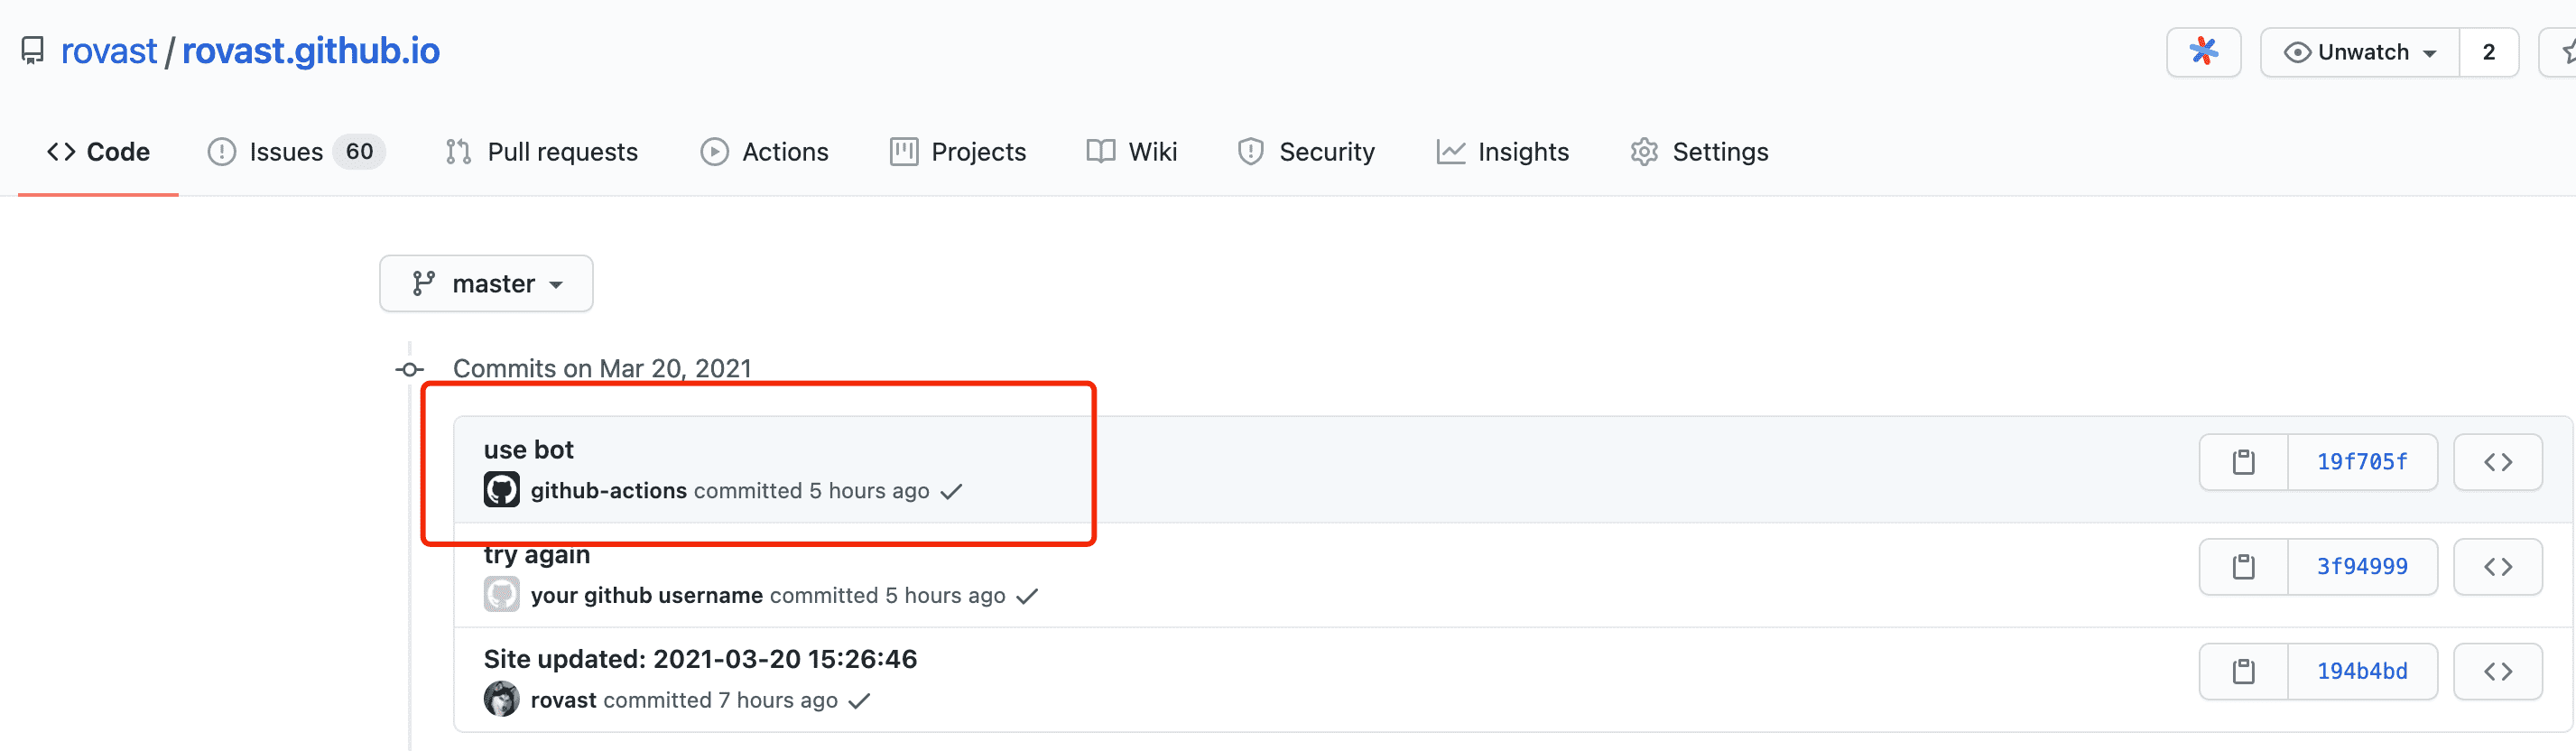 rovast / rovast.github.io
Unwatch 2
Code Issues 60 Pull requests Actions Projects Wiki Security Insights Settings
master
Commits on Mar 20, 2021
use bot
github-actions committed 5 hours ago
19f705f
try again
your github username committed 5 hours ago
3f94999
Site updated: 2021-03-20 15:26:46
rovast committed 7 hours ago
194b4bd